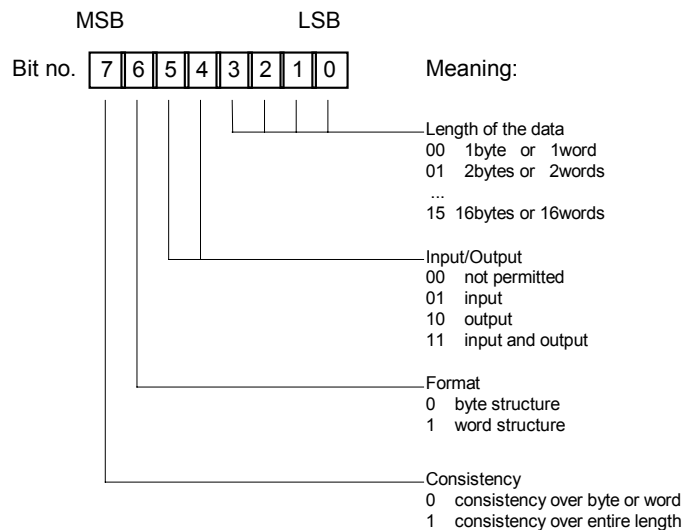 MSB LSB
Bit no. 7 6 5 4 3 2 1 0 Meaning:
Length of the data
00 1byte or 1word
01 2bytes or 2words
...
15 16bytes or 16words
Input/Output
00 not permitted
01 input
10 output
11 input and output
Format
0 byte structure
1 word structure
Consistency
0 consistency over byte or word
1 consistency over entire length